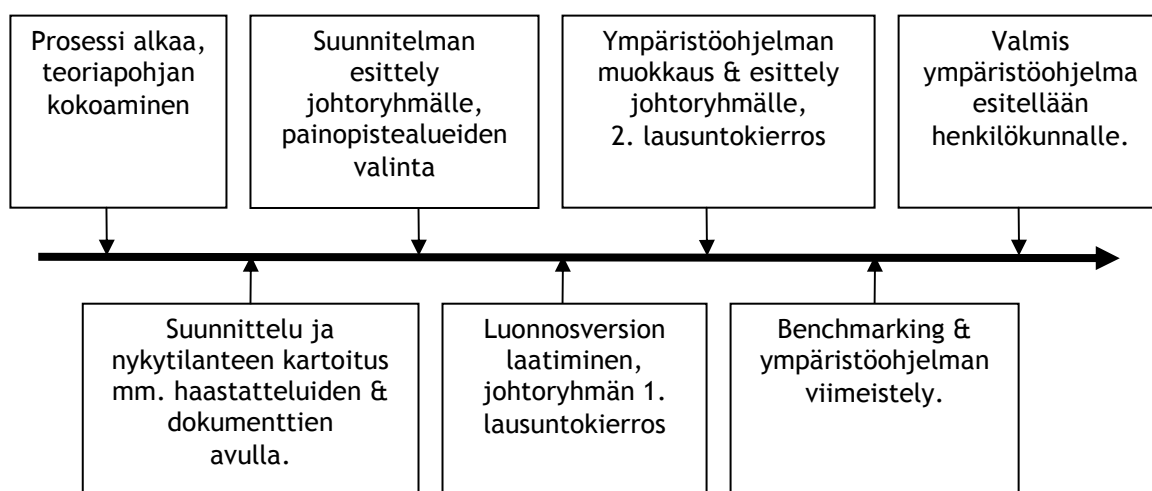 Prosessi alkaa,
teoriapohjan
kokoaminen
Suunnitelman
esittely
johtoryhmälle,
painopistealueiden
valinta
Ympäristöohjelman
muokkaus & esittely
johtoryhmälle,
2. lausuntokierros
Valmis
ympäristöohjelma
esitellään
henkilökunnalle.
Suunnittelu ja
nykytilanteen kartoitus
mm. haastatteluiden &
dokumenttien
avulla.
Luonnosversion
laatiminen,
johtoryhmän 1.
lausuntokierros
Benchmarking &
ympäristöohjelman
viimeistely.